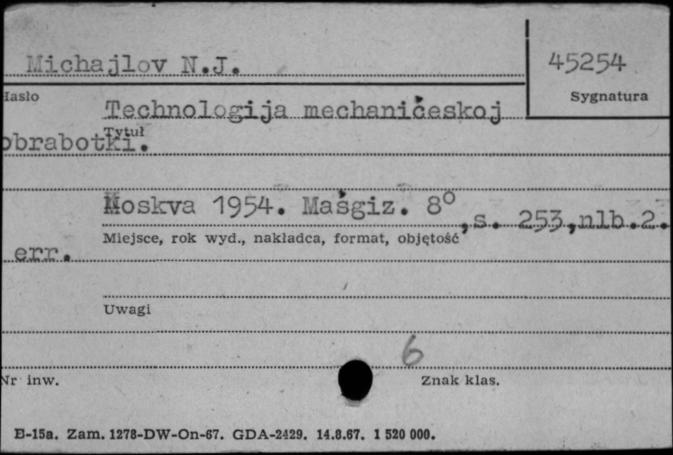 Michajlov N.J.
45254
Hasło
Sygnatura
Technologija mechaničeskoj
Tytuł
obrabotki.
Moskva 1954. Mašgiz. 8°,s. 253,nlb.2.
Miejsce, rok wyd., nakładca, format, objętość
err.
Uwagi
6
Nr inw.
Znak klas.
E-15a. Zam. 1278-DW-On-67. GDA-2429. 14.8.67. 1 520 000.